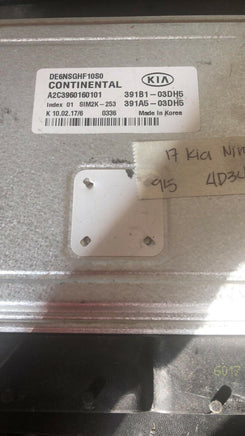 DE6NSGHF10S0
CONTINENTAL
KIA
A2C3960160101
391B1-03DH5
Index 01 SIM2K-253
391A5-03DH5
K 10.02.17/6 0336 Made in Korea
17 Kia
915